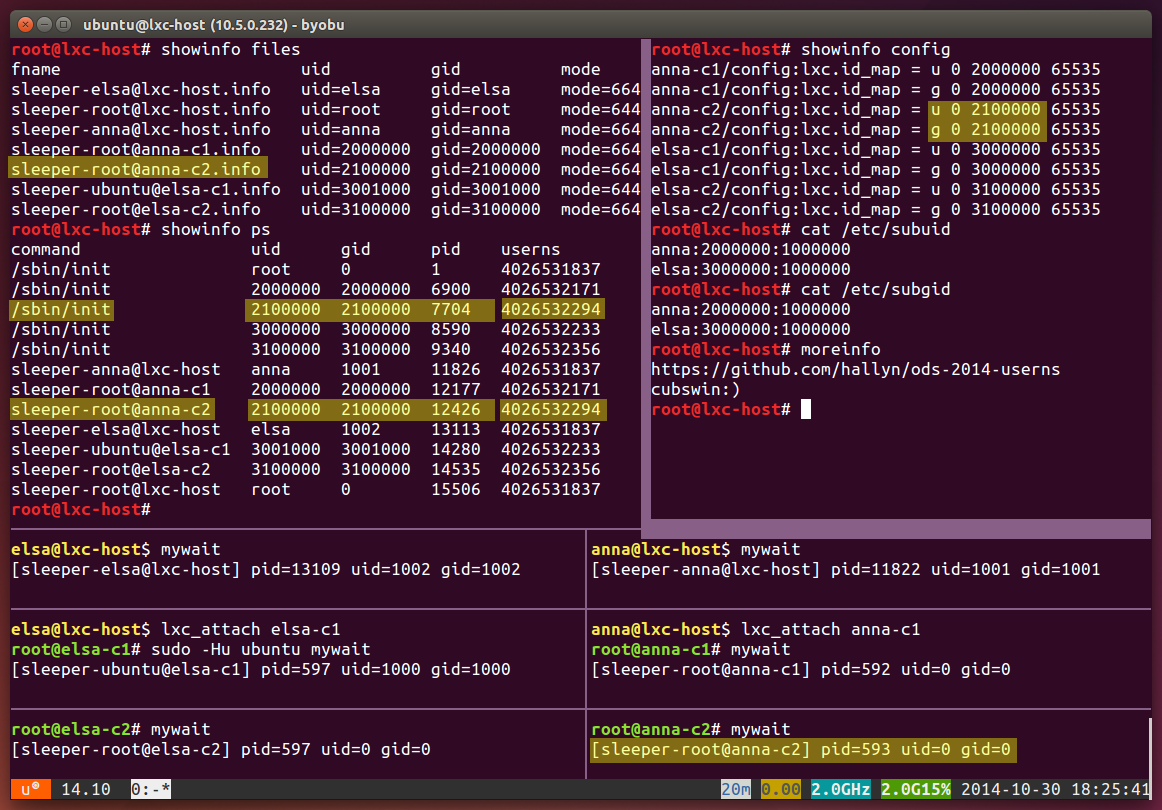 ubuntu@lxc-host (10.5.0.232) - byobu
root@lxc-host# showinfo files
fname uid gid mode
sleeper-elsa@lxc-host.info uid=elsa gid=elsa mode=664
sleeper-root@lxc-host.info uid=root gid=root mode=644
sleeper-anna@lxc-host.info uid=anna gid=anna mode=664
sleeper-root@anna-c1.info uid=2000000 gid=2000000 mode=664
sleeper-root@anna-c2.info uid=2100000 gid=2100000 mode=664
sleeper-ubuntu@elsa-c1.info uid=3001000 gid=3001000 mode=644
sleeper-root@elsa-c2.info uid=3100000 gid=3100000 mode=664
root@lxc-host# showinfo ps
command uid gid pid userns
/sbin/init root 0 1 4026531837
/sbin/init 2000000 2000000 6900 4026532171
/sbin/init 2100000 2100000 7704 4026532294
/sbin/init 3000000 3000000 8590 4026532233
/sbin/init 3100000 3100000 9340 4026532356
sleeper-anna@lxc-host anna 1001 11826 4026531837
sleeper-root@anna-c1 2000000 2000000 12177 4026532171
sleeper-root@anna-c2 2100000 2100000 12426 4026532294
sleeper-elsa@lxc-host elsa 1002 13113 4026531837
sleeper-ubuntu@elsa-c1 3001000 3001000 14280 4026532233
sleeper-root@elsa-c2 3100000 3100000 14535 4026532356
sleeper-root@lxc-host root 0 15506 4026531837
root@lxc-host#
root@lxc-host# showinfo config
anna-c1/config:lxc.id_map = u 0 2000000 65535
anna-c1/config:lxc.id_map = g 0 2000000 65535
anna-c2/config:lxc.id_map = u 0 2100000 65535
anna-c2/config:lxc.id_map = g 0 2100000 65535
elsa-c1/config:lxc.id_map = u 0 3000000 65535
elsa-c1/config:lxc.id_map = g 0 3000000 65535
elsa-c2/config:lxc.id_map = u 0 3100000 65535
elsa-c2/config:lxc.id_map = g 0 3100000 65535
root@lxc-host# cat /etc/subuid
anna:2000000:1000000
elsa:3000000:1000000
root@lxc-host# cat /etc/subgid
anna:2000000:1000000
elsa:3000000:1000000
root@lxc-host# moreinfo
https://github.com/hallyn/ods-2014-userns
cubswin:)
root@lxc-host#
elsa@lxc-host$ mywait
[sleeper-elsa@lxc-host] pid=13109 uid=1002 gid=1002
anna@lxc-host$ mywait
[sleeper-anna@lxc-host] pid=11822 uid=1001 gid=1001
elsa@lxc-host$ lxc_attach elsa-c1
root@elsa-c1# sudo -Hu ubuntu mywait
[sleeper-ubuntu@elsa-c1] pid=597 uid=1000 gid=1000
anna@lxc-host$ lxc_attach anna-c1
root@anna-c1# mywait
[sleeper-root@anna-c1] pid=592 uid=0 gid=0
root@elsa-c2# mywait
[sleeper-root@elsa-c2] pid=597 uid=0 gid=0
root@anna-c2# mywait
[sleeper-root@anna-c2] pid=593 uid=0 gid=0
u® 14.10 0:-* 20m 0.00 2.0GHz 2.0G15% 2014-10-30 18:25:41